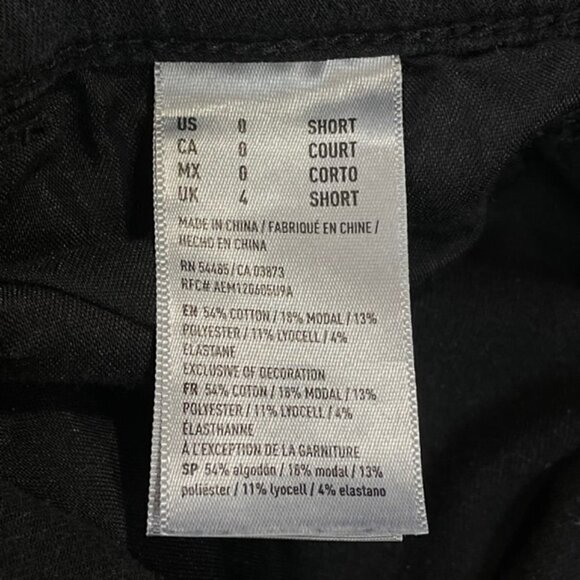 US 0 SHORT
CA 0 COURT
MX 0 CORTO
UK 4 SHORT
MADE IN CHINA / FABRIQUÉ EN CHINE /
HECHO EN CHINA
RN 54485 / CA 03873
RFC# AEM120605U9A
EN 54% COTTON / 18% MODAL / 13%
POLYESTER / 11% LYOCELL / 4%
ELASTANE
EXCLUSIVE OF DECORATION
FR 54% COTON / 18% MODAL / 13%
POLYESTER / 11% LYOCELL / 4%
ÉLASTHANNE
À L'EXCEPTION DE LA GARNITURE
SP 54% algodón / 18% modal / 13%
poliéster / 11% lyocell / 4% elastano